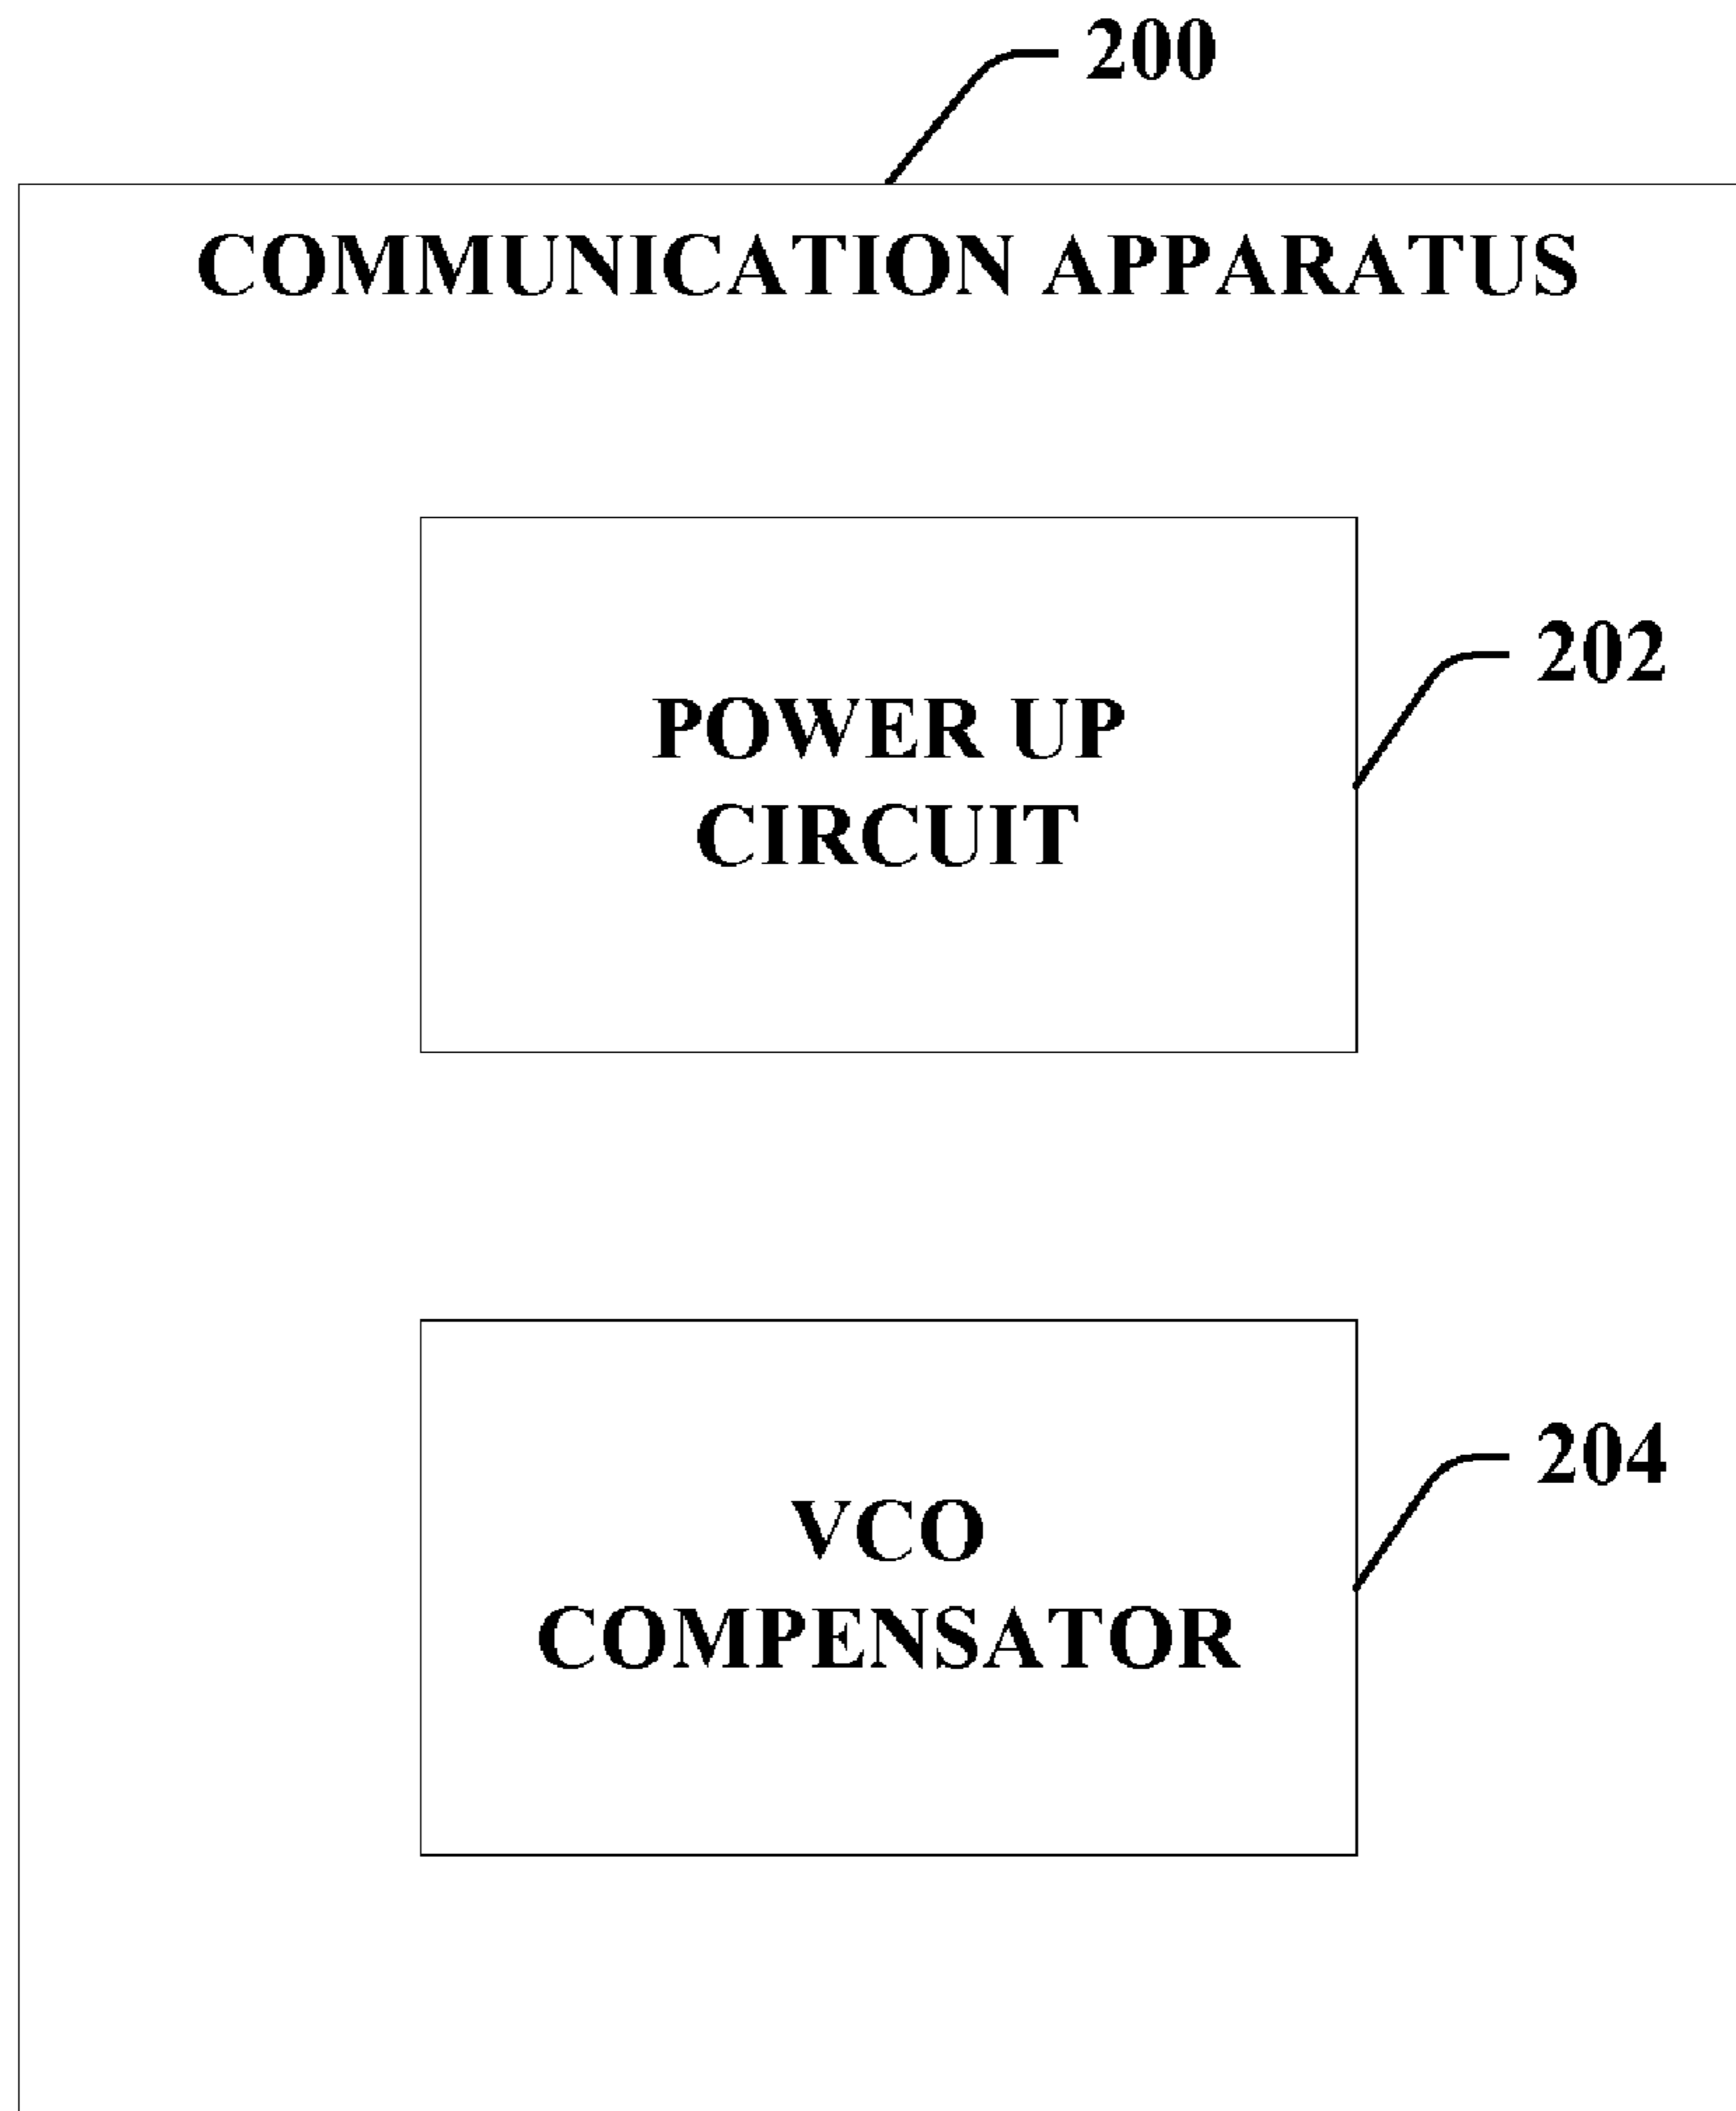 200
COMMUNICATION APPARATUS
202
POWER UP
CIRCUIT
204
VCO
COMPENSATOR